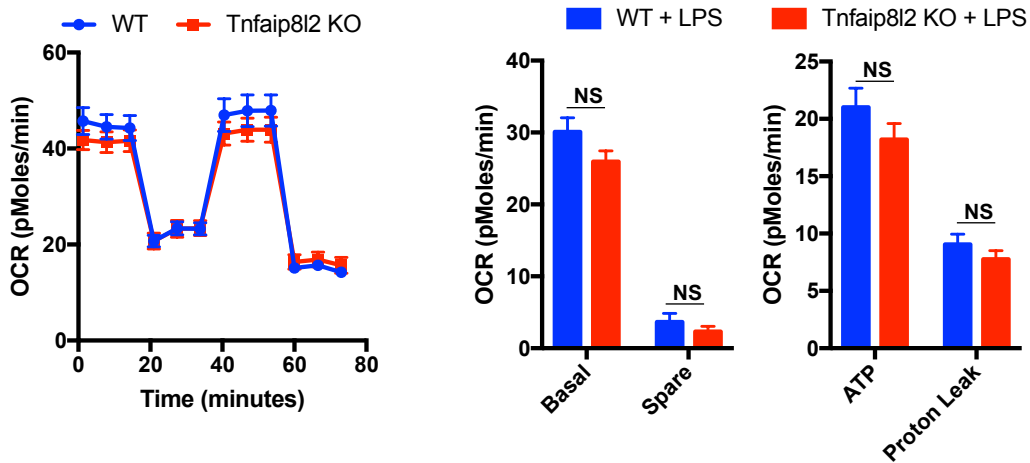 WT Tnfaip8l2 KO
OCR (pMoles/min)
60
40
20
0
0 20 40 60 80
Time (minutes)
WT + LPS Tnfaip8l2 KO + LPS
OCR (pMoles/min)
40
30
20
10
0
NS
NS
Basal
Spare
OCR (pMoles/min)
25
20
15
10
5
0
NS
NS
ATP
Proton Leak